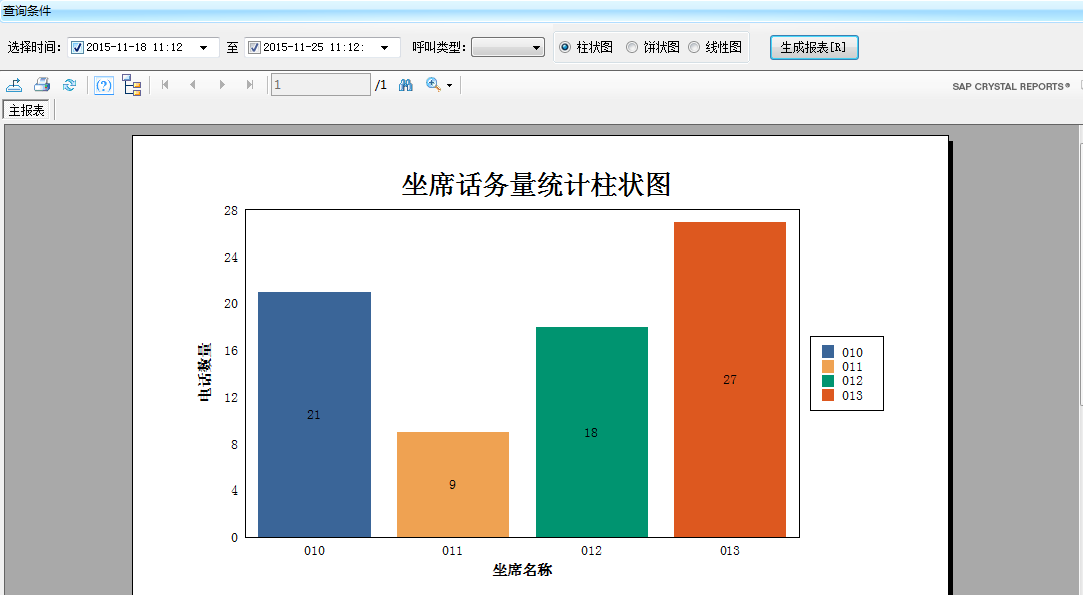 查询条件
选择时间: 2015-11-18 11:12 至 2015-11-25 11:12: 呼叫类型: 柱状图 饼状图 线性图 生成报表[R]
(?) 1 /1 SAP CRYSTAL REPORTS®
主报表
坐席话务量统计柱状图
28
24
20
16
12
8
4
0
电话数量
21
9
18
27
010 011 012 013
坐席名称
010
011
012
013